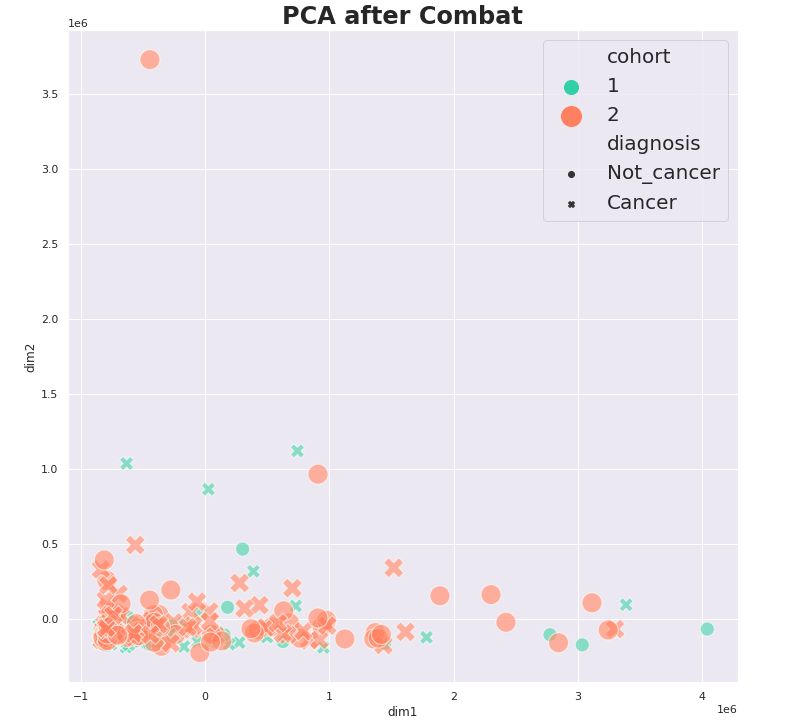 PCA after Combat
1e6
3.5
3.0
2.5
2.0
1.5
1.0
0.5
0.0
dim2
−1
0
1
2
3
4
dim1
1e6
cohort
1
2
diagnosis
Not_cancer
Cancer